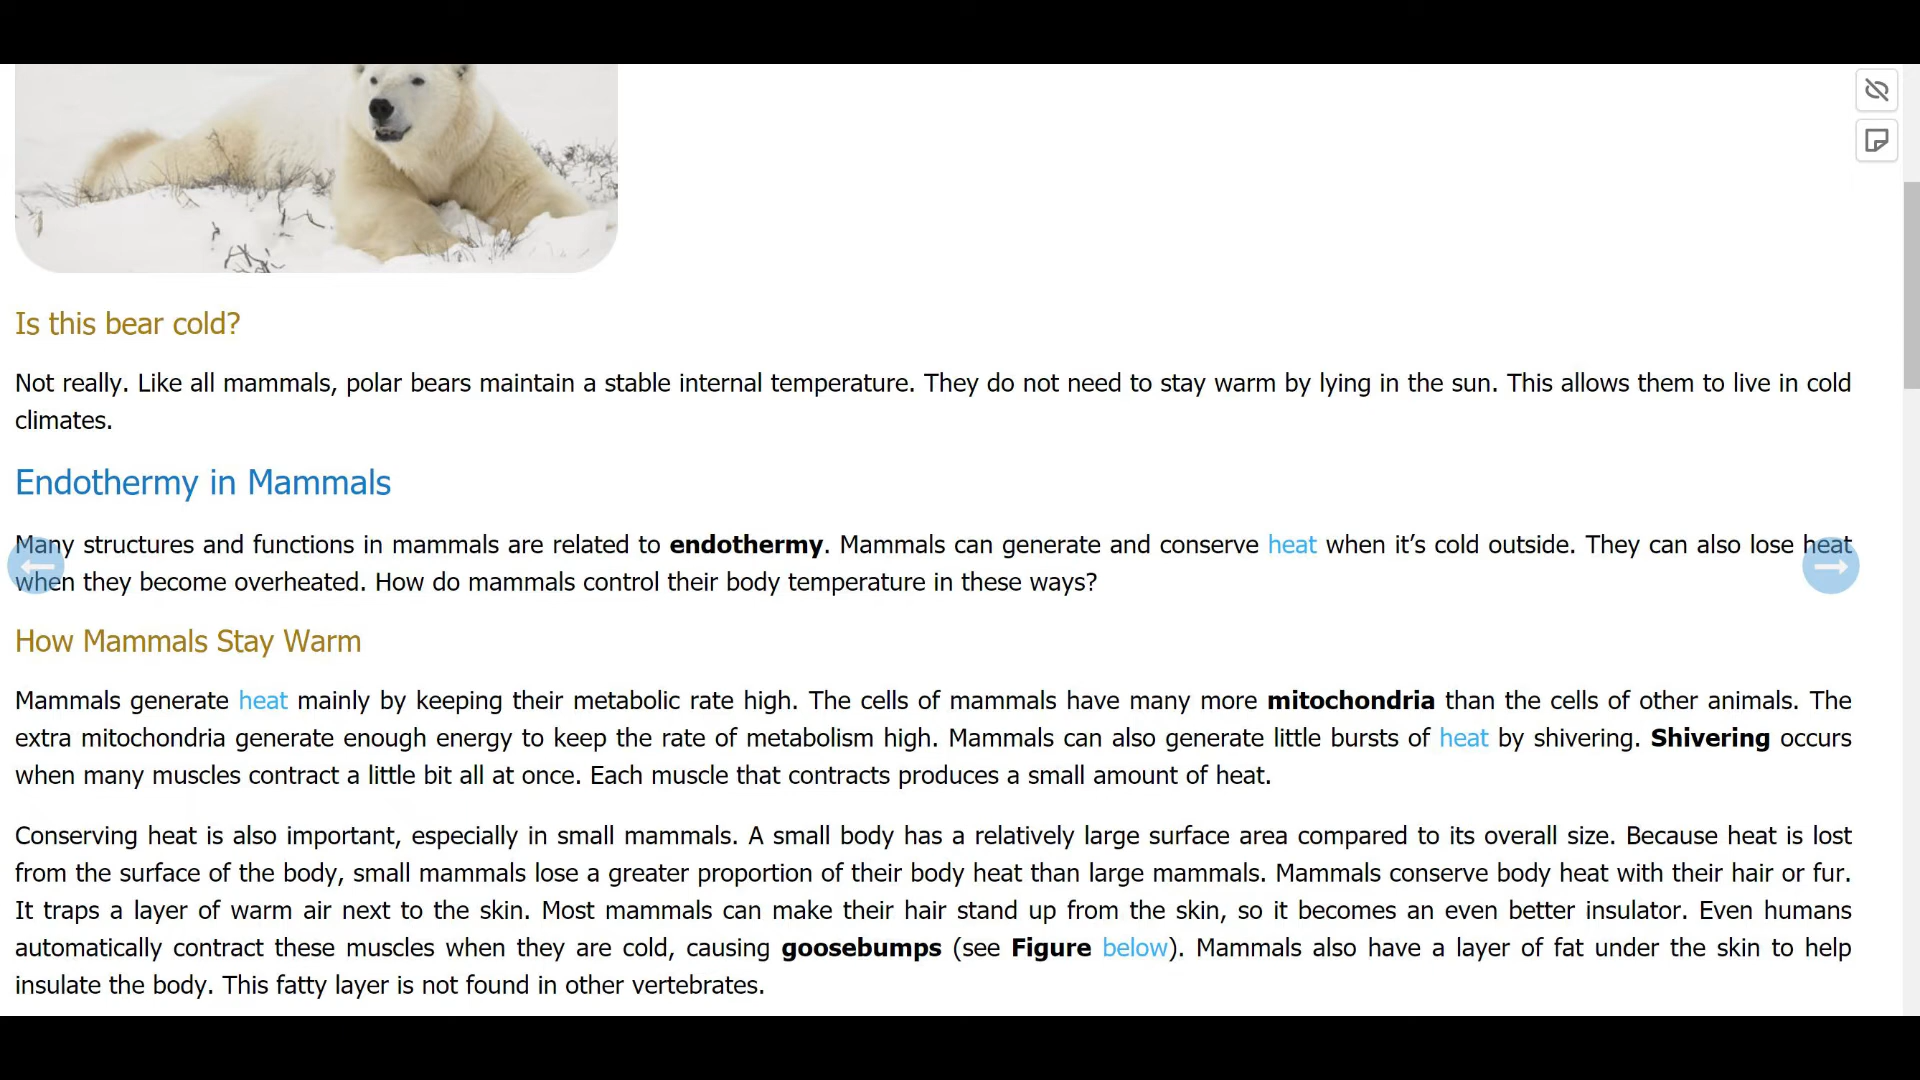 Is this bear cold?
Not really. Like all mammals, polar bears maintain a stable internal temperature. They do not need to stay warm by lying in the sun. This allows them to live in cold
climates.
Endothermy in Mammals
Many structures and functions in mammals are related to endothermy. Mammals can generate and conserve heat when it’s cold outside. They can also lose heat
when they become overheated. How do mammals control their body temperature in these ways?
How Mammals Stay Warm
Mammals generate heat mainly by keeping their metabolic rate high. The cells of mammals have many more mitochondria than the cells of other animals. The
extra mitochondria generate enough energy to keep the rate of metabolism high. Mammals can also generate little bursts of heat by shivering. Shivering occurs
when many muscles contract a little bit all at once. Each muscle that contracts produces a small amount of heat.
Conserving heat is also important, especially in small mammals. A small body has a relatively large surface area compared to its overall size. Because heat is lost
from the surface of the body, small mammals lose a greater proportion of their body heat than large mammals. Mammals conserve body heat with their hair or fur.
It traps a layer of warm air next to the skin. Most mammals can make their hair stand up from the skin, so it becomes an even better insulator. Even humans
automatically contract these muscles when they are cold, causing goosebumps (see Figure below). Mammals also have a layer of fat under the skin to help
insulate the body. This fatty layer is not found in other vertebrates.